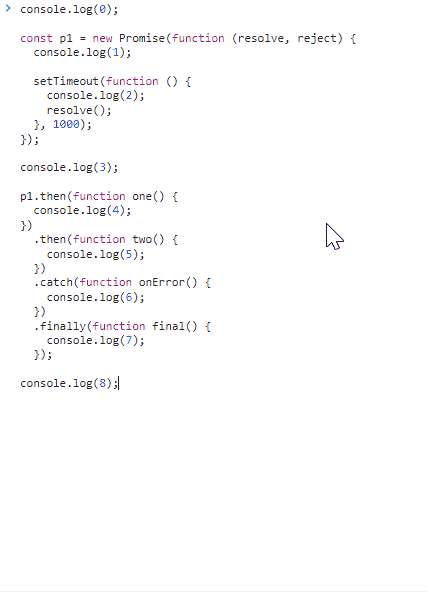 console.log(0);
const p1 = new Promise(function (resolve, reject) {
  console.log(1);
  setTimeout(function () {
    console.log(2);
    resolve();
  }, 1000);
});
console.log(3);
p1.then(function one() {
  console.log(4);
})
  .then(function two() {
    console.log(5);
  })
  .catch(function onError() {
    console.log(6);
  })
  .finally(function final() {
    console.log(7);
  });
console.log(8);